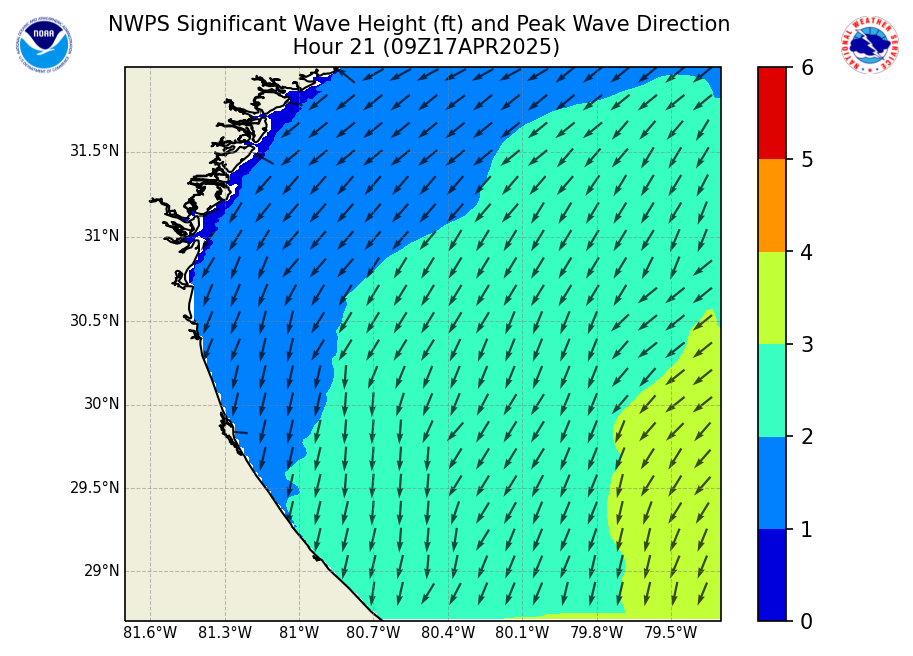 NWPS Significant Wave Height (ft) and Peak Wave Direction
Hour 21 (09Z17APR2025)
NOAA
NATIONAL WEATHER SERVICE
31.5°N
31°N
30.5°N
30°N
29.5°N
29°N
81.6°W 81.3°W 81°W 80.7°W 80.4°W 80.1°W 79.8°W 79.5°W
6
5
4
3
2
1
0